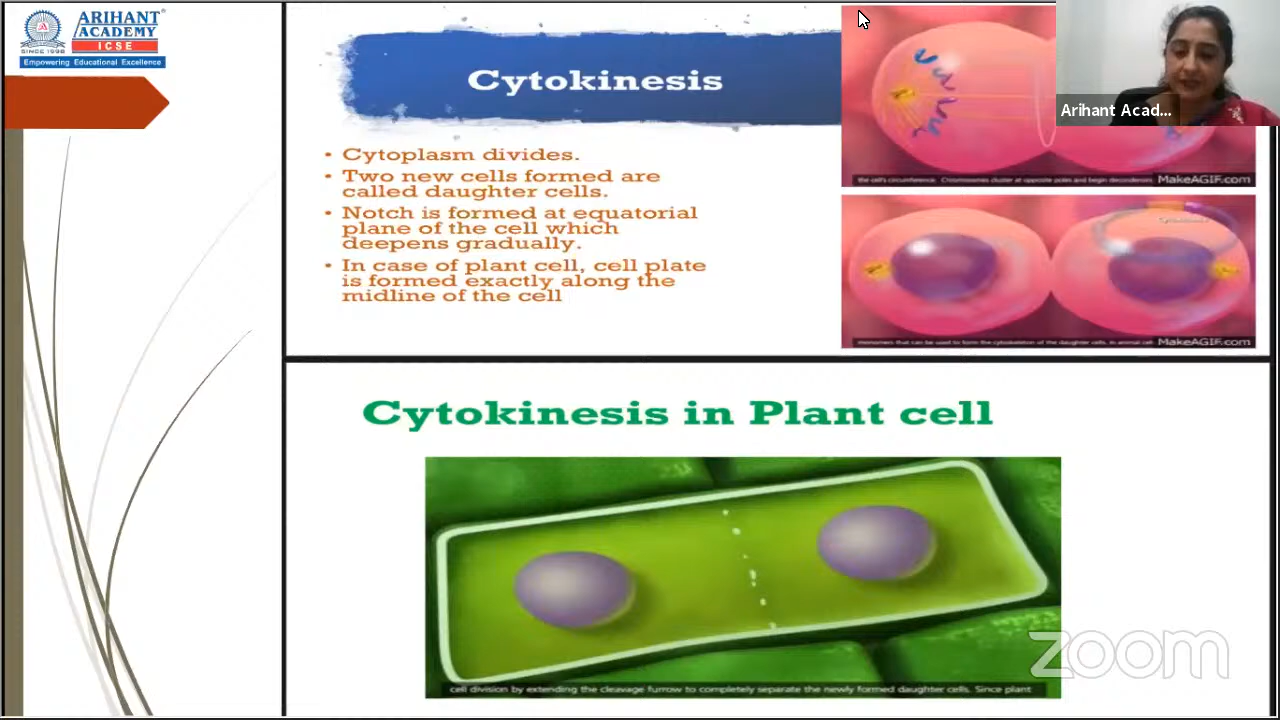 ARIHANT
ACADEMY
ICSE
SINCE 1998
Empowering Educational Excellence
Cytokinesis
• Cytoplasm divides.
• Two new cells formed are
called daughter cells.
• Notch is formed at equatorial
plane of the cell which
deepens gradually.
• In case of plant cell, cell plate
is formed exactly along the
midline of the cell
the cell's circumference. Chromosomes cluster at opposite poles and begin decondensing
MakeAGIF.com
Arihant Acad...
Cytokinesis
monomers that can be used to form the cytoskeleton of the daughter cells. In animal cell
MakeAGIF.com
Cytokinesis in Plant cell
cell division by extending the cleavage furrow to completely separate the newly formed daughter cells. Since plant
zoom